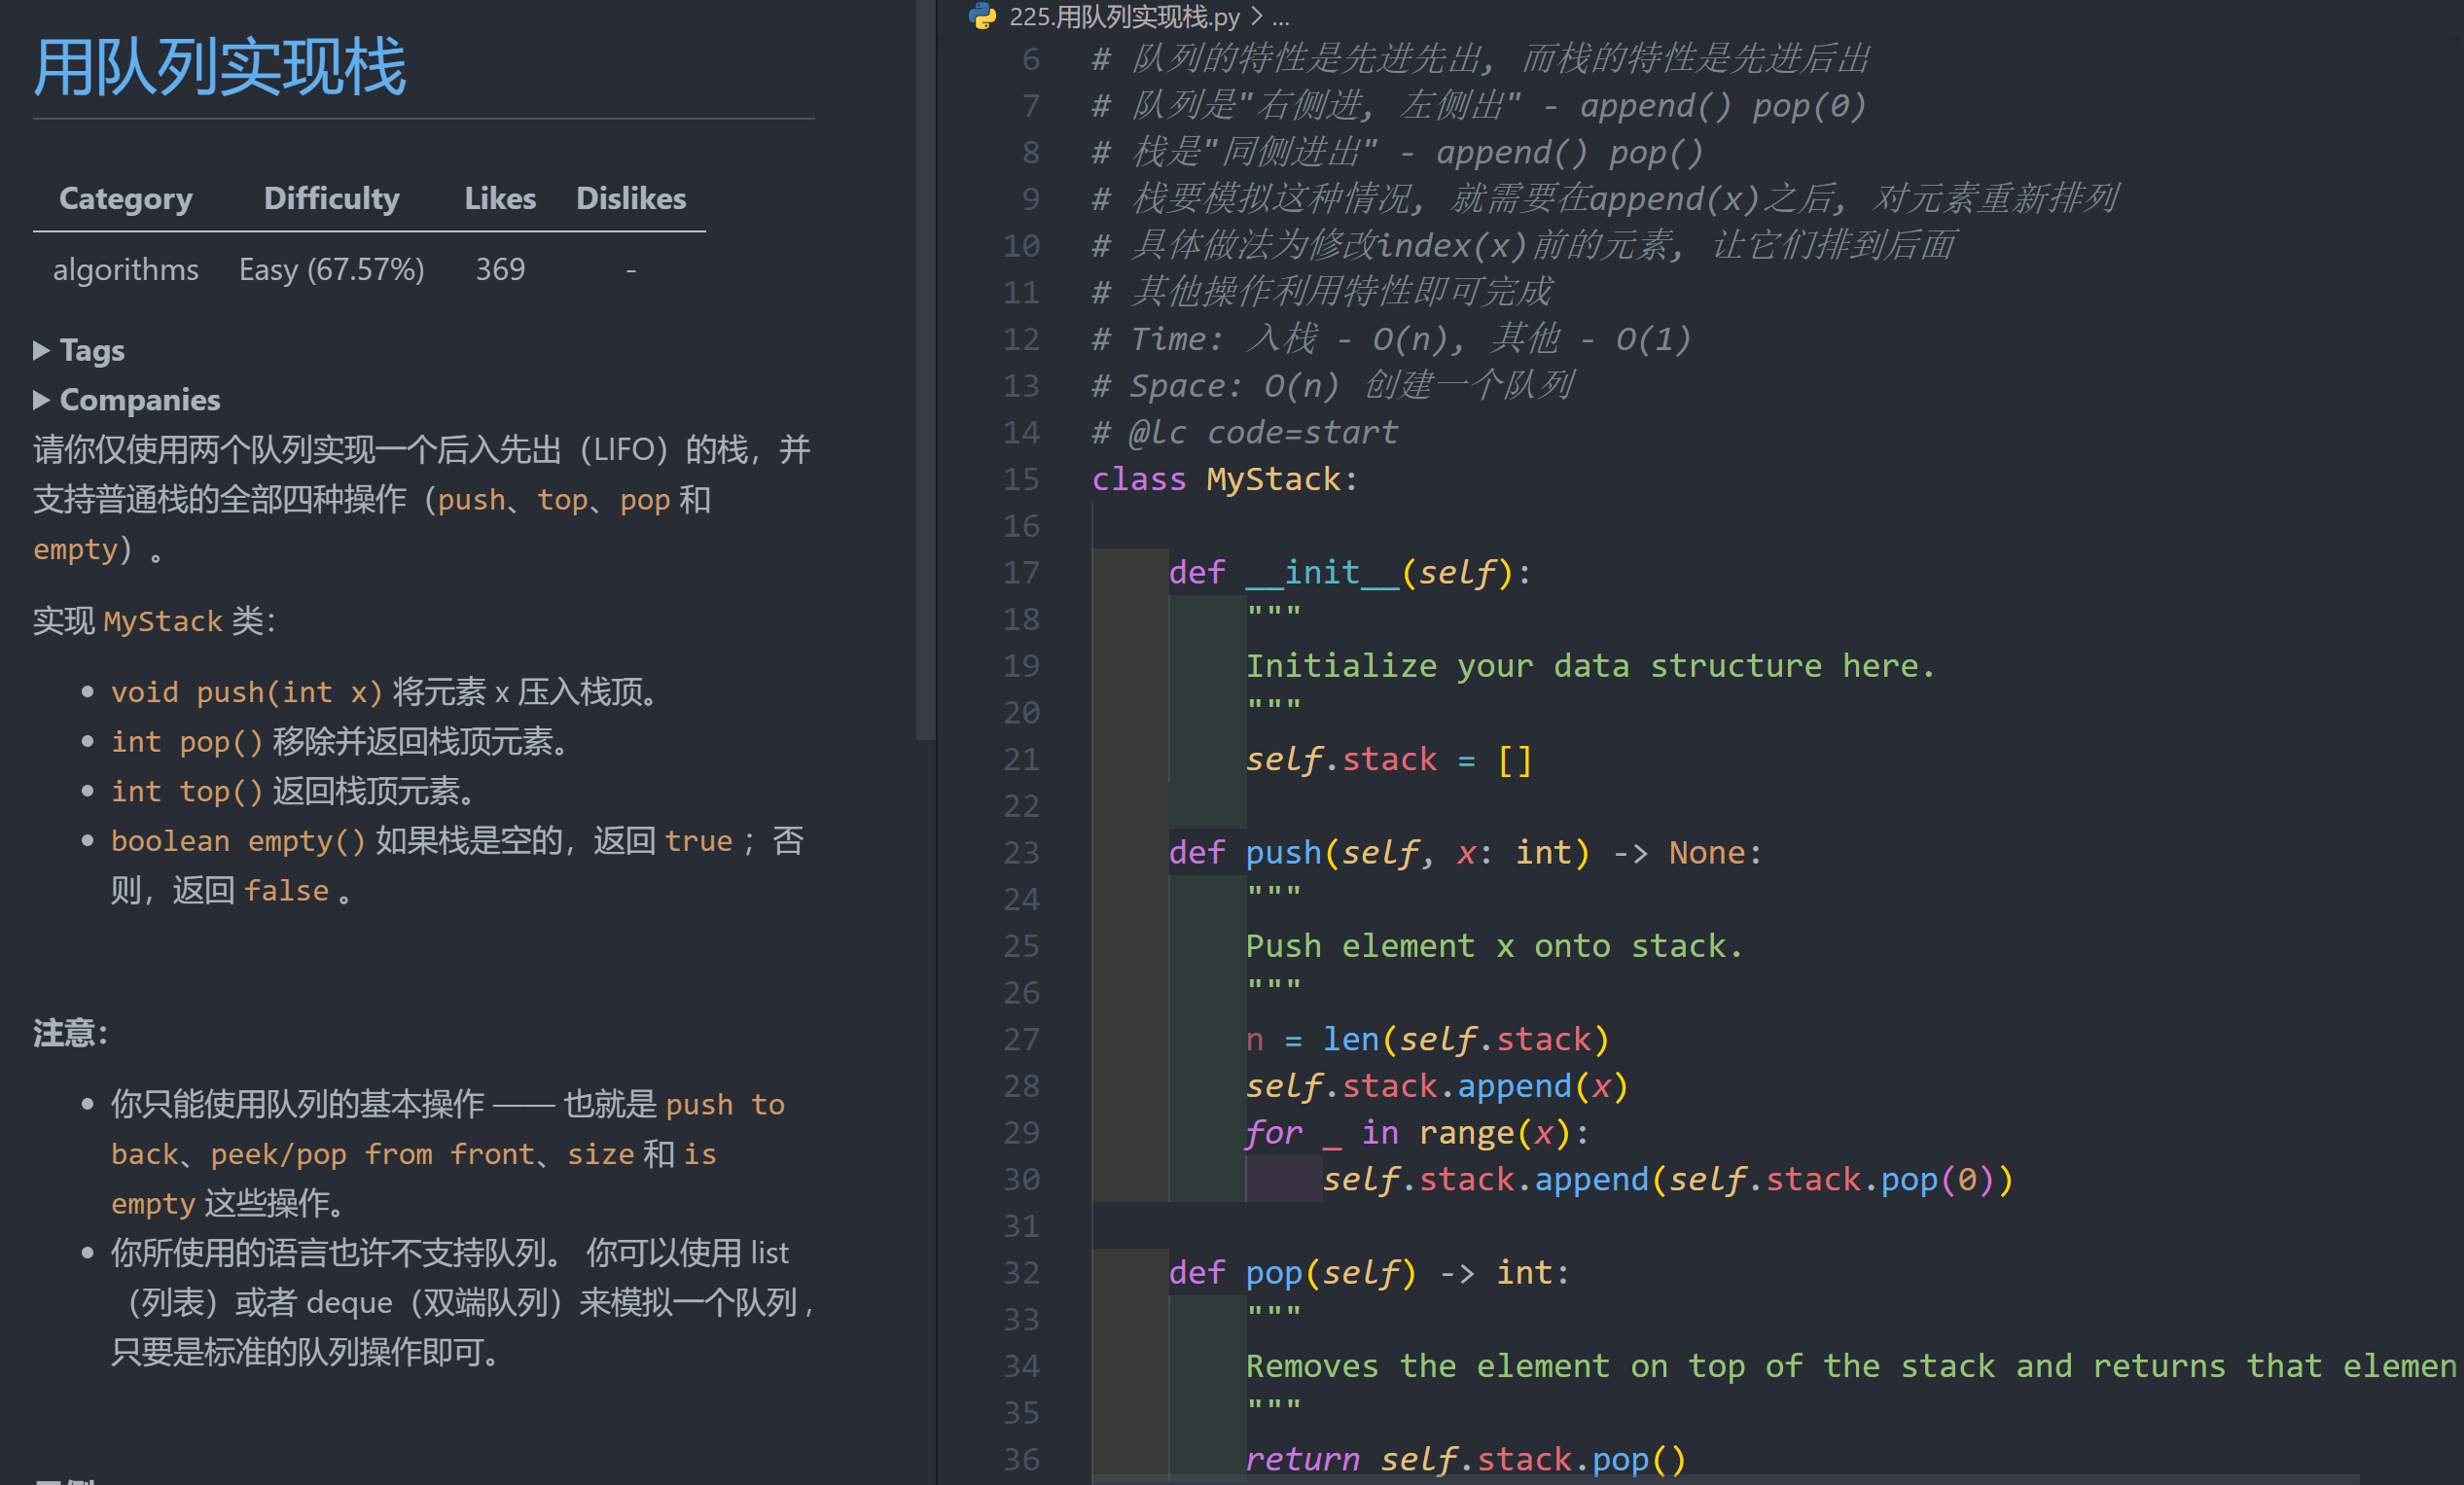 用队列实现栈
Category Difficulty Likes Dislikes
algorithms Easy (67.57%) 369 -
▶ Tags
▶ Companies
请你仅使用两个队列实现一个后入先出（LIFO）的栈，并
支持普通栈的全部四种操作（push、top、pop 和
empty）。
实现 MyStack 类：
• void push(int x) 将元素 x 压入栈顶。
• int pop() 移除并返回栈顶元素。
• int top() 返回栈顶元素。
• boolean empty() 如果栈是空的，返回 true ；否
则，返回 false 。
注意：
• 你只能使用队列的基本操作 —— 也就是 push to
back、peek/pop from front、size 和 is
empty 这些操作。
• 你所使用的语言也许不支持队列。 你可以使用 list
（列表）或者 deque（双端队列）来模拟一个队列 ,
只要是标准的队列操作即可。
225.用队列实现栈.py > ...
6 # 队列的特性是先进先出, 而栈的特性是先进后出
7 # 队列是"右侧进, 左侧出" - append() pop(0)
8 # 栈是"同侧进出" - append() pop()
9 # 栈要模拟这种情况, 就需要在append(x)之后, 对元素重新排列
10 # 具体做法为修改index(x)前的元素, 让它们排到后面
11 # 其他操作利用特性即可完成
12 # Time: 入栈 - O(n), 其他 - O(1)
13 # Space: O(n) 创建一个队列
14 # @lc code=start
15 class MyStack:
16
17 def __init__(self):
18 """
19 Initialize your data structure here.
20 """
21 self.stack = []
22
23 def push(self, x: int) -> None:
24 """
25 Push element x onto stack.
26 """
27 n = len(self.stack)
28 self.stack.append(x)
29 for _ in range(x):
30 self.stack.append(self.stack.pop(0))
31
32 def pop(self) -> int:
33 """
34 Removes the element on top of the stack and returns that elemen
35 """
36 return self.stack.pop()